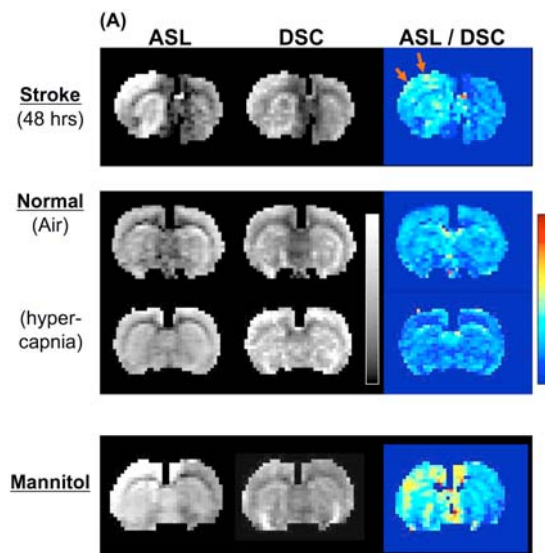 (A)
ASL DSC ASL / DSC
Stroke
(48 hrs)
Normal
(Air)
(hyper-
capnia)
Mannitol